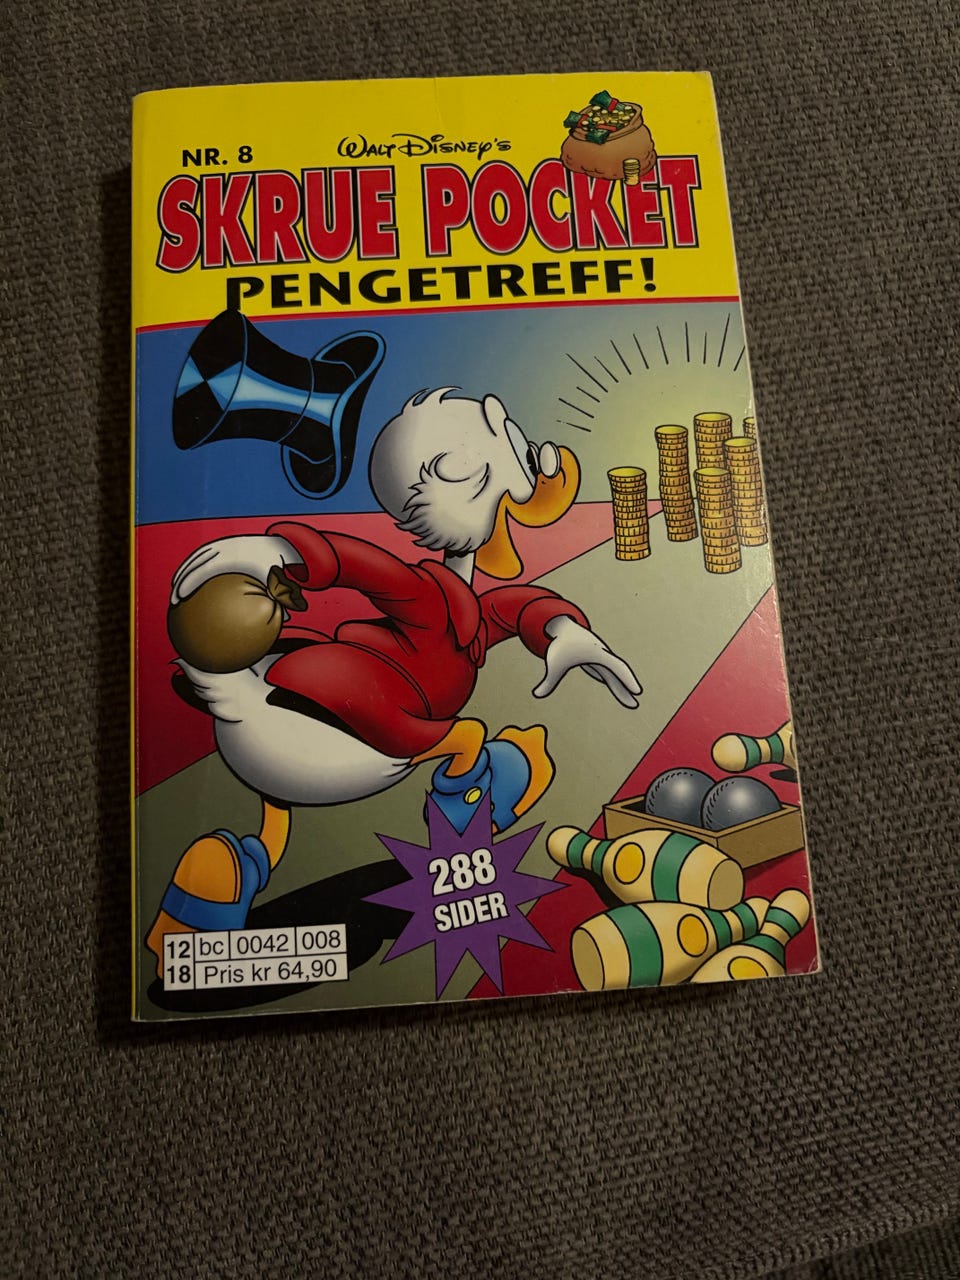 NR. 8
WALT DISNEY'S
SKRUE POCKET
PENGETREFF!
288
SIDER
12 bc 0042 008
18 Pris kr 64,90